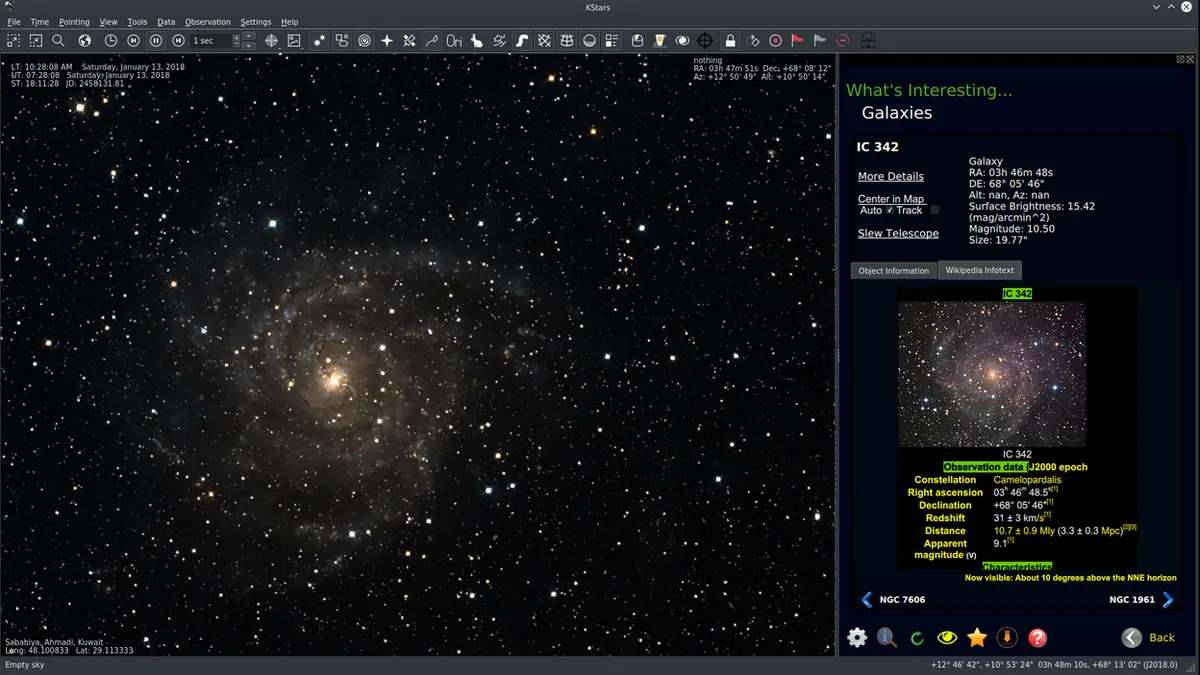 KStars
File Time Pointing View Tools Data Observation Settings Help
1 sec
Ori
LT: 10:28:08 AM Saturday, January 13, 2018
UT: 07:28:08 Saturday, January 13, 2018
ST: 18:11:28 JD: 2458131.81
nothing
RA: 03h 47m 51s Dec: +68° 08' 12"
Az: +12° 50' 49" Alt: +10° 50' 14"
What's Interesting...
Galaxies
IC 342
More Details
Center in Map
Auto Track
Slew Telescope
Galaxy
RA: 03h 46m 48s
DE: 68° 05' 46"
Alt: nan, Az: nan
Surface Brightness: 15.42
(mag/arcmin^2)
Magnitude: 10.50
Size: 19.77"
Object Information
Wikipedia Infotext
IC 342
IC 342
Observation data (J2000 epoch
Constellation Camelopardalis
Right ascension 03h 46m 48.5s[1]
Declination +68° 05′ 46″[1]
Redshift 31 ± 3 km/s[1]
Distance 10.7 ± 0.9 Mly (3.3 ± 0.3 Mpc)[2][3]
Apparent
magnitude (V) 9.1[1]
Characteristics
Now visible: About 10 degrees above the NNE horizon
NGC 7606
NGC 1961
Back
Sabahiya, Ahmadi, Kuwait
Long: 48.100833 Lat: 29.113333
Empty sky
+12° 46' 42", +10° 53' 24" 03h 48m 10s, +68° 13' 02" (J2018.0)